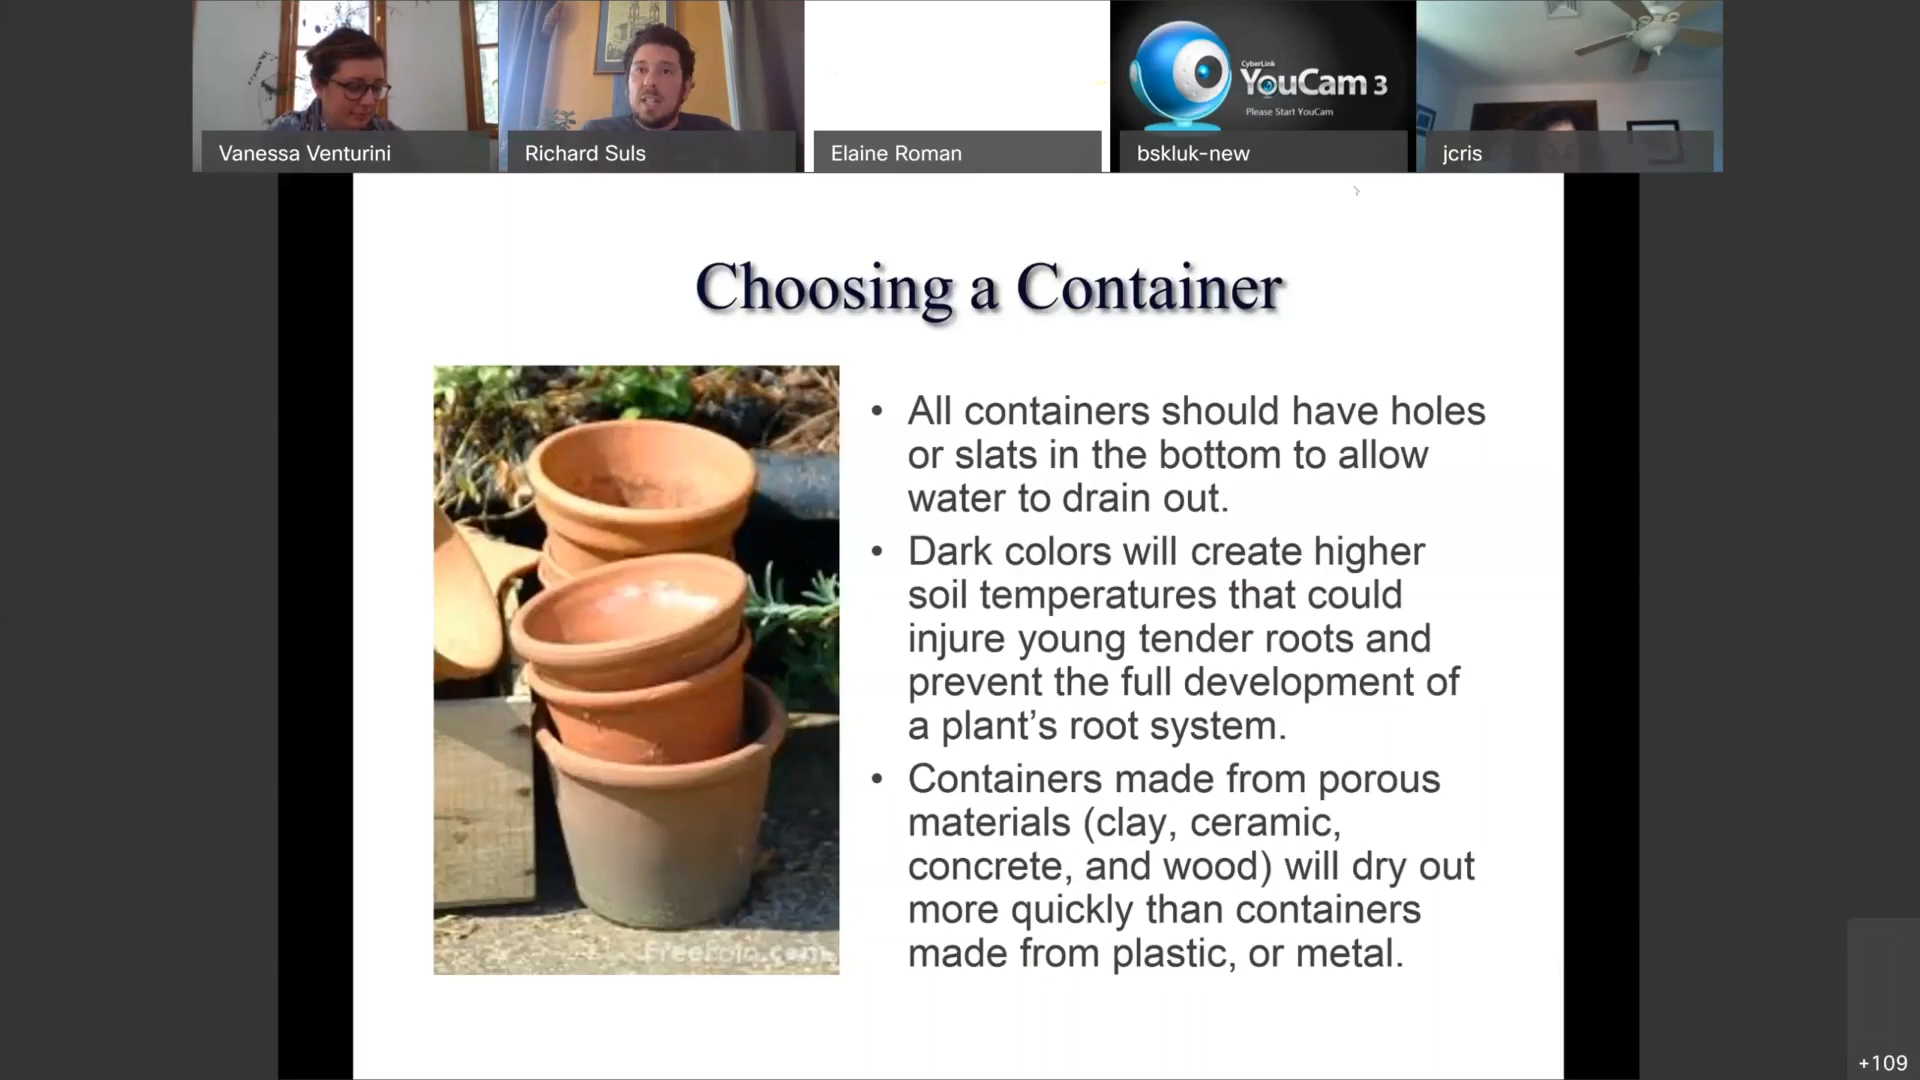 CyberLink
YouCam 3
Please Start YouCam
Vanessa Venturini
Richard Suls
Elaine Roman
bskluk-new
jcris
Choosing a Container
• All containers should have holes
or slats in the bottom to allow
water to drain out.
• Dark colors will create higher
soil temperatures that could
injure young tender roots and
prevent the full development of
a plant’s root system.
• Containers made from porous
materials (clay, ceramic,
concrete, and wood) will dry out
more quickly than containers
made from plastic, or metal.
+109